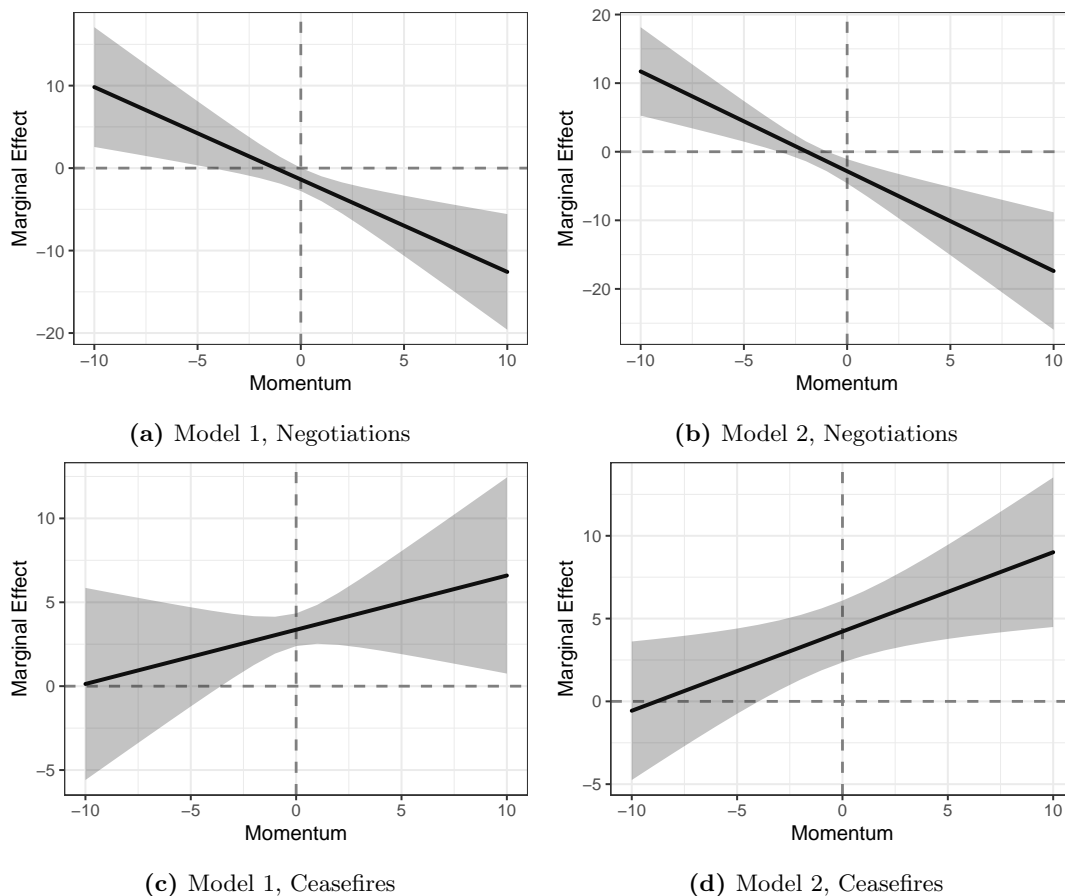 10
0
−10
−20
Marginal Effect
−10 −5 0 5 10
Momentum
(a) Model 1, Negotiations
20
10
0
−10
−20
Marginal Effect
−10 −5 0 5 10
Momentum
(b) Model 2, Negotiations
10
5
0
−5
Marginal Effect
−10 −5 0 5 10
Momentum
(c) Model 1, Ceasefires
10
5
0
−5
Marginal Effect
−10 −5 0 5 10
Momentum
(d) Model 2, Ceasefires